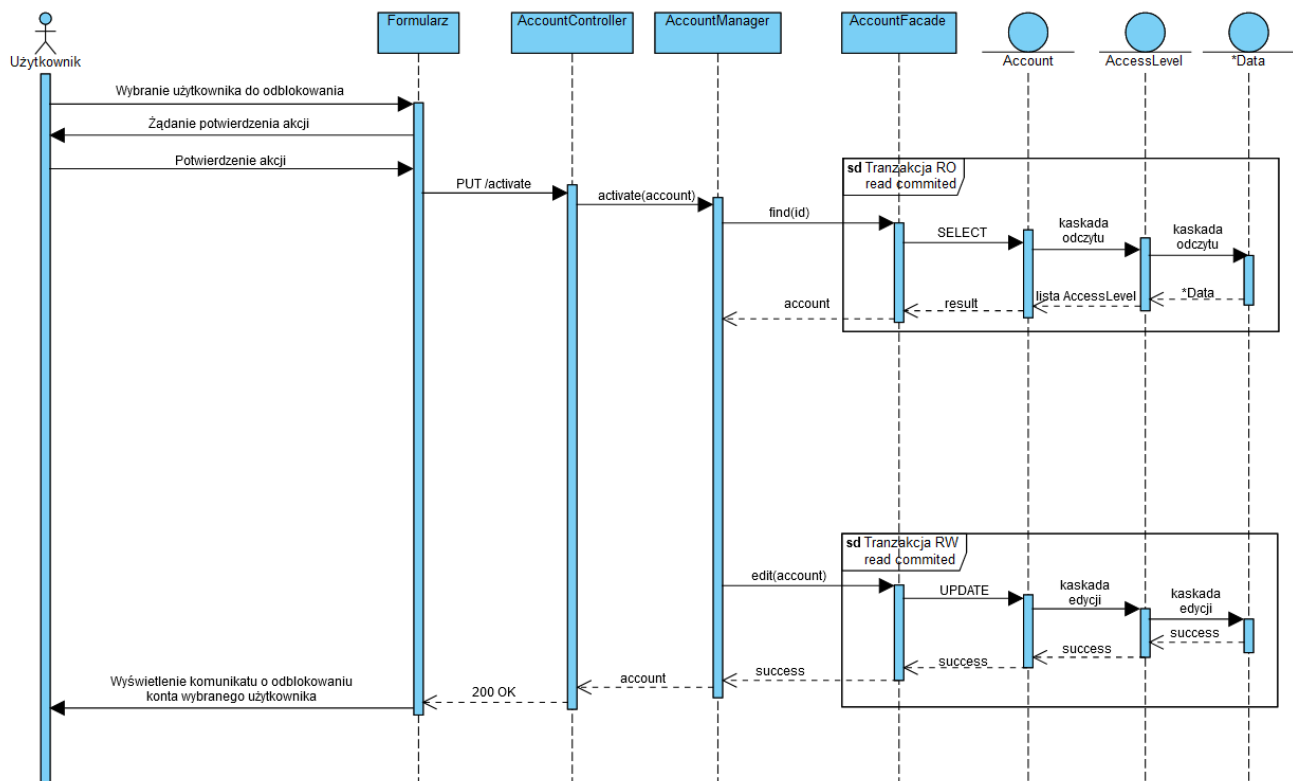 Użytkownik
Formularz
AccountController
AccountManager
AccountFacade
Account
AccessLevel
*Data
Wybranie użytkownika do odblokowania
Żądanie potwierdzenia akcji
Potwierdzenie akcji
PUT /activate
activate(account)
sd Tranzakcja RO
read commited
find(id)
SELECT
kaskada
odczytu
kaskada
odczytu
*Data
lista AccessLevel
result
account
sd Tranzakcja RW
read commited
edit(account)
UPDATE
kaskada
edycji
kaskada
edycji
success
success
success
success
account
200 OK
Wyświetlenie komunikatu o odblokowaniu
konta wybranego użytkownika